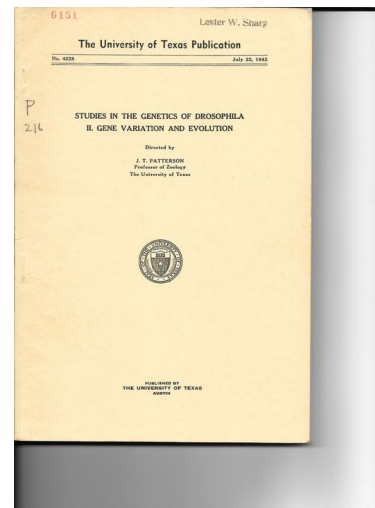 6151
Lester W. Sharp
The University of Texas Publication
No. 4228
July 22, 1942
P
216
STUDIES IN THE GENETICS OF DROSOPHILA
II. GENE VARIATION AND EVOLUTION
Directed by
J. T. PATTERSON
Professor of Zoology
The University of Texas
PUBLISHED BY
THE UNIVERSITY OF TEXAS
AUSTIN